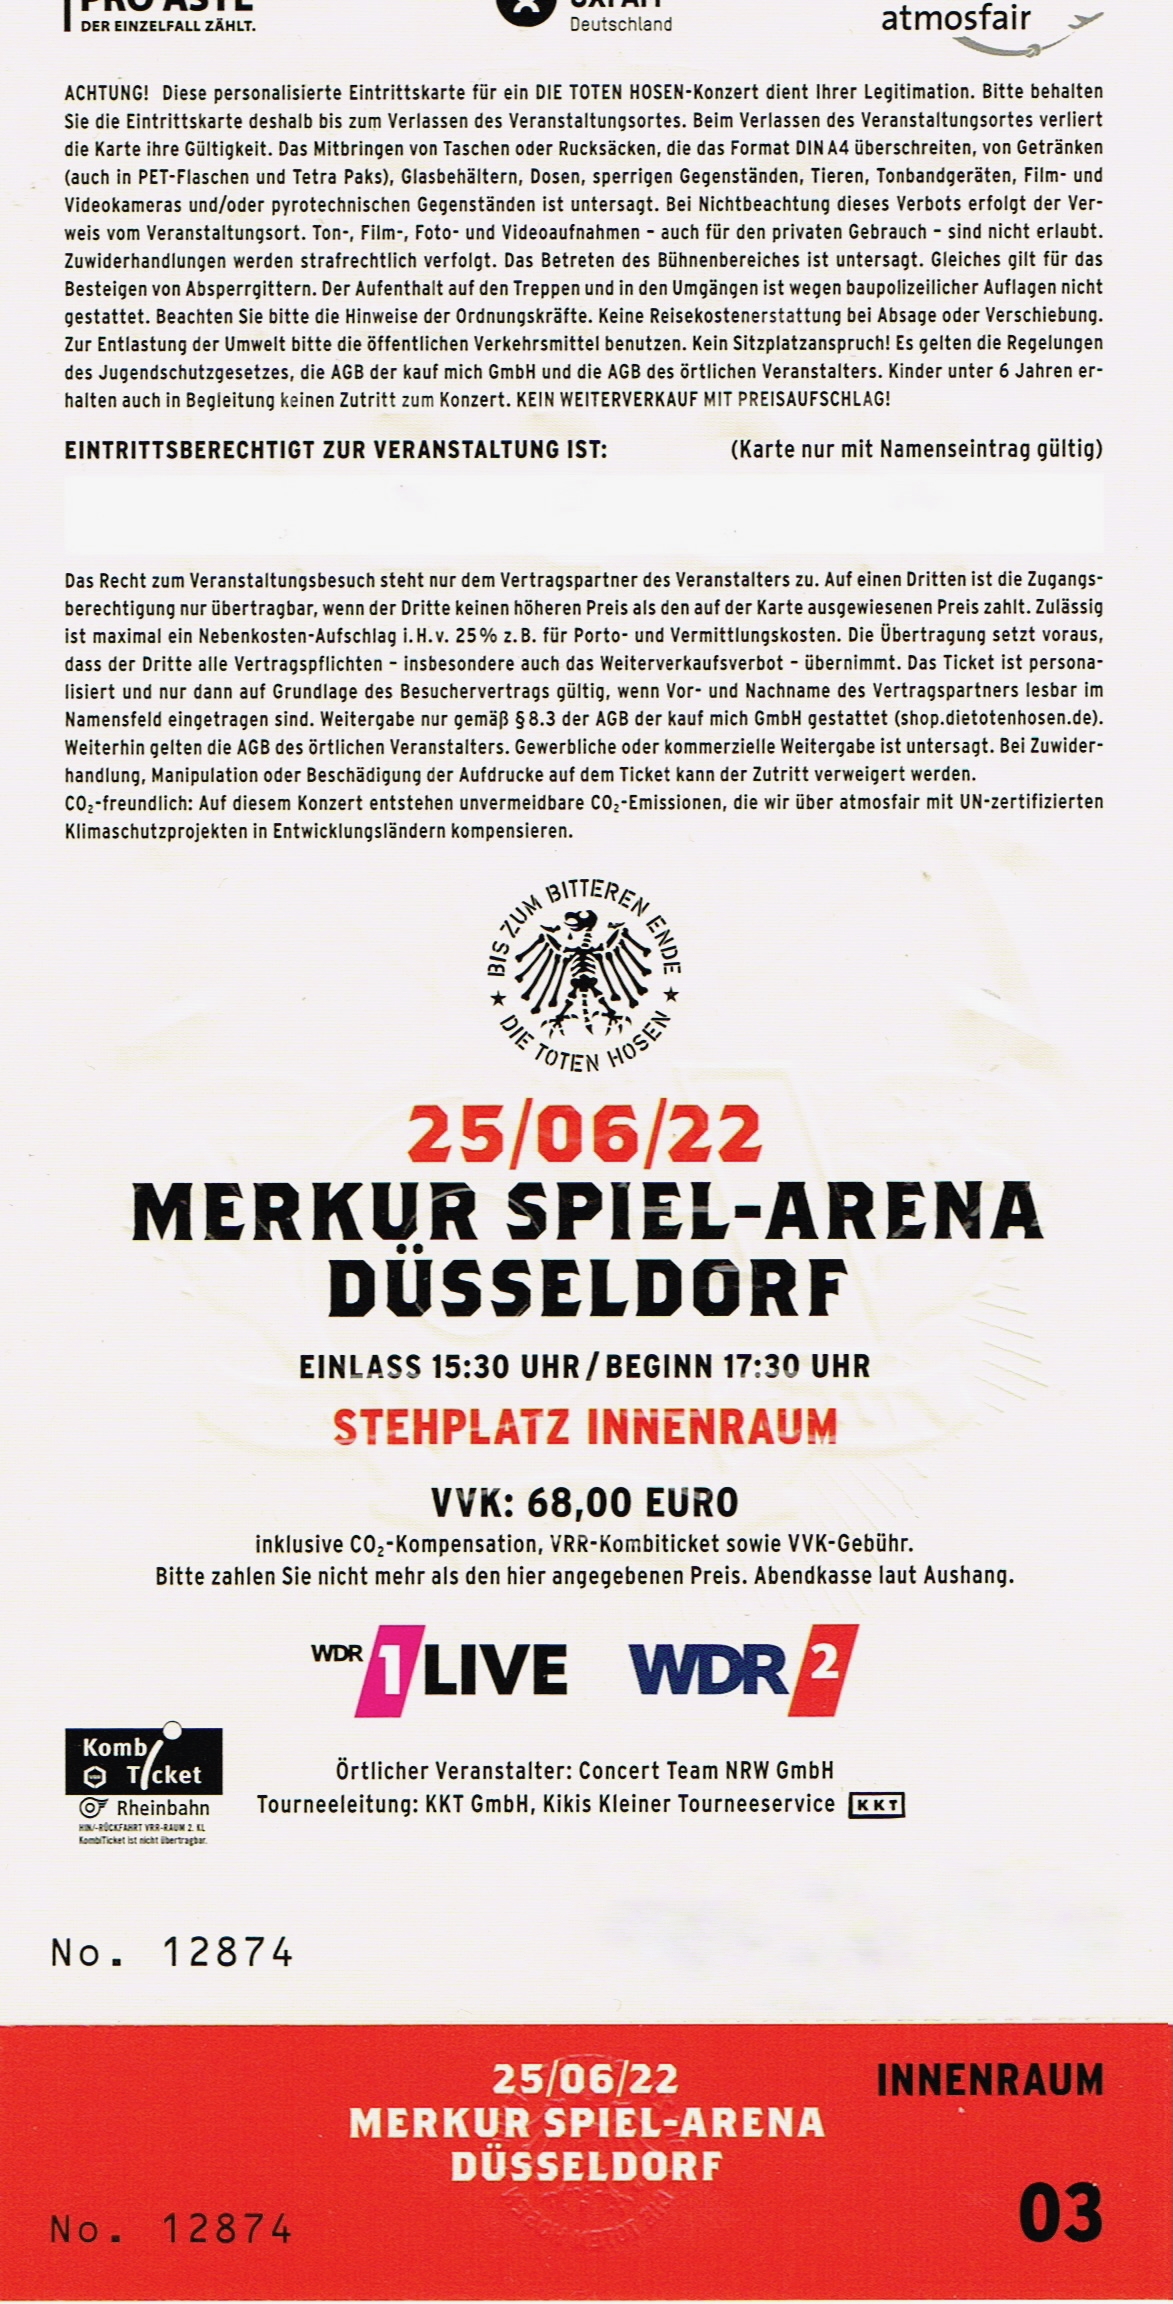 PRO ASYL
DER EINZELFALL ZÄHLT.
OXFAM
Deutschland
atmosfair
ACHTUNG! Diese personalisierte Eintrittskarte für ein DIE TOTEN HOSEN-Konzert dient Ihrer Legitimation. Bitte behalten
Sie die Eintrittskarte deshalb bis zum Verlassen des Veranstaltungsortes. Beim Verlassen des Veranstaltungsortes verliert
die Karte ihre Gültigkeit. Das Mitbringen von Taschen oder Rucksäcken, die das Format DIN A4 überschreiten, von Getränken
(auch in PET-Flaschen und Tetra Paks), Glasbehältern, Dosen, sperrigen Gegenständen, Tieren, Tonbandgeräten, Film- und
Videokameras und/oder pyrotechnischen Gegenständen ist untersagt. Bei Nichtbeachtung dieses Verbots erfolgt der Ver-
weis vom Veranstaltungsort. Ton-, Film-, Foto- und Videoaufnahmen – auch für den privaten Gebrauch – sind nicht erlaubt.
Zuwiderhandlungen werden strafrechtlich verfolgt. Das Betreten des Bühnenbereiches ist untersagt. Gleiches gilt für das
Besteigen von Absperrgittern. Der Aufenthalt auf den Treppen und in den Umgängen ist wegen baupolizeilicher Auflagen nicht
gestattet. Beachten Sie bitte die Hinweise der Ordnungskräfte. Keine Reisekostenerstattung bei Absage oder Verschiebung.
Zur Entlastung der Umwelt bitte die öffentlichen Verkehrsmittel benutzen. Kein Sitzplatzanspruch! Es gelten die Regelungen
des Jugendschutzgesetzes, die AGB der kauf mich GmbH und die AGB des örtlichen Veranstalters. Kinder unter 6 Jahren er-
halten auch in Begleitung keinen Zutritt zum Konzert. KEIN WEITERVERKAUF MIT PREISAUFSCHLAG!
EINTRITTSBERECHTIGT ZUR VERANSTALTUNG IST: (Karte nur mit Namenseintrag gültig)
Das Recht zum Veranstaltungsbesuch steht nur dem Vertragspartner des Veranstalters zu. Auf einen Dritten ist die Zugangs-
berechtigung nur übertragbar, wenn der Dritte keinen höheren Preis als den auf der Karte ausgewiesenen Preis zahlt. Zulässig
ist maximal ein Nebenkosten-Aufschlag i.H.v. 25% z.B. für Porto- und Vermittlungskosten. Die Übertragung setzt voraus,
dass der Dritte alle Vertragspflichten – insbesondere auch das Weiterverkaufsverbot – übernimmt. Das Ticket ist persona-
lisiert und nur dann auf Grundlage des Besuchervertrags gültig, wenn Vor- und Nachname des Vertragspartners lesbar im
Namensfeld eingetragen sind. Weitergabe nur gemäß §8.3 der AGB der kauf mich GmbH gestattet (shop.dietotenhosen.de).
Weiterhin gelten die AGB des örtlichen Veranstalters. Gewerbliche oder kommerzielle Weitergabe ist untersagt. Bei Zuwider-
handlung, Manipulation oder Beschädigung der Aufdrucke auf dem Ticket kann der Zutritt verweigert werden.
CO₂-freundlich: Auf diesem Konzert entstehen unvermeidbare CO₂-Emissionen, die wir über atmosfair mit UN-zertifizierten
Klimaschutzprojekten in Entwicklungsländern kompensieren.
BIS ZUM BITTEREN ENDE
★ DIE TOTEN HOSEN ★
25/06/22
MERKUR SPIEL-ARENA
DÜSSELDORF
EINLASS 15:30 UHR / BEGINN 17:30 UHR
STEHPLATZ INNENRAUM
VVK: 68,00 EURO
inklusive CO₂-Kompensation, VRR-Kombiticket sowie VVK-Gebühr.
Bitte zahlen Sie nicht mehr als den hier angegebenen Preis. Abendkasse laut Aushang.
WDR 1LIVE WDR 2
Kombi
Ticket
Rheinbahn
HIN/-RÜCKFAHRT VRR-RAUM 2. KL
KombiTicket ist nicht übertragbar.
Örtlicher Veranstalter: Concert Team NRW GmbH
Tourneeleitung: KKT GmbH, Kikis Kleiner Tourneeservice KKT
No. 12874
25/06/22
MERKUR SPIEL-ARENA
DÜSSELDORF
INNENRAUM
No. 12874
03